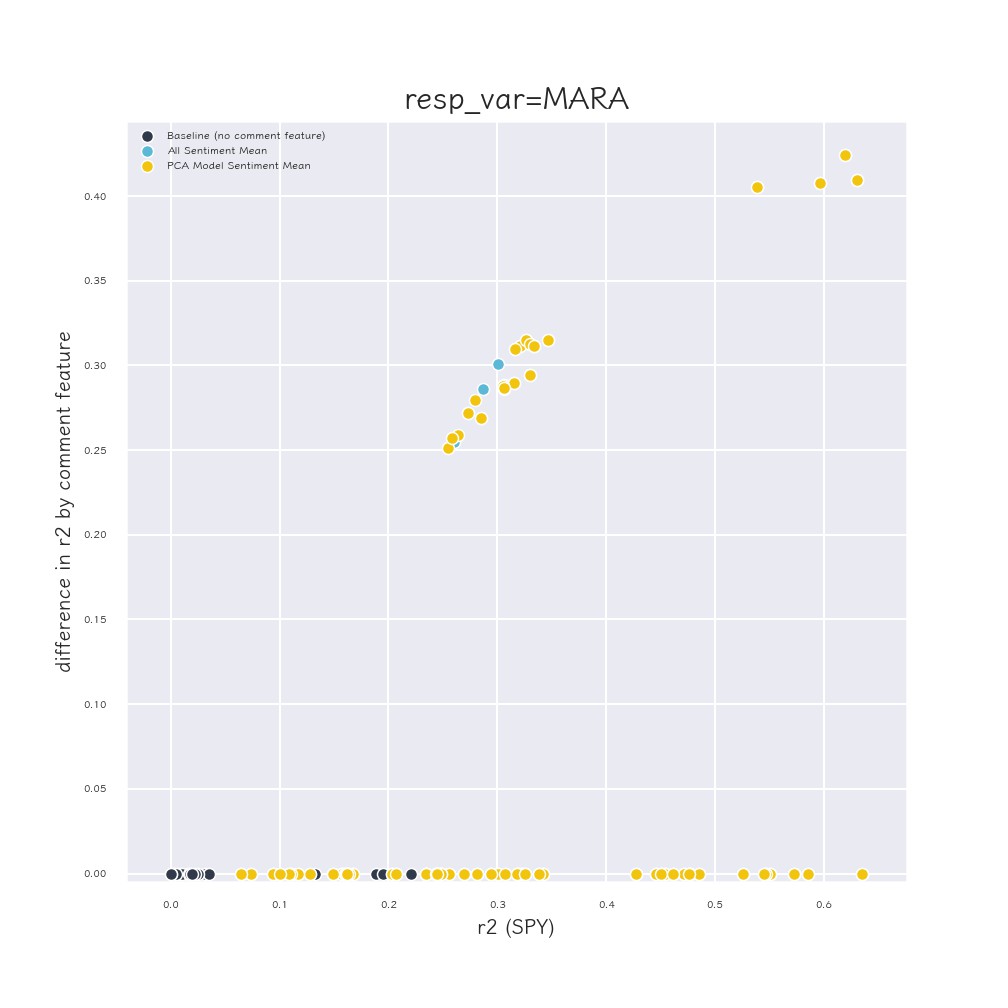 resp_var=MARA
Baseline (no comment feature)
All Sentiment Mean
PCA Model Sentiment Mean
0.40
0.35
0.30
0.25
0.20
0.15
0.10
0.05
0.00
difference in r2 by comment feature
0.0 0.1 0.2 0.3 0.4 0.5 0.6
r2 (SPY)